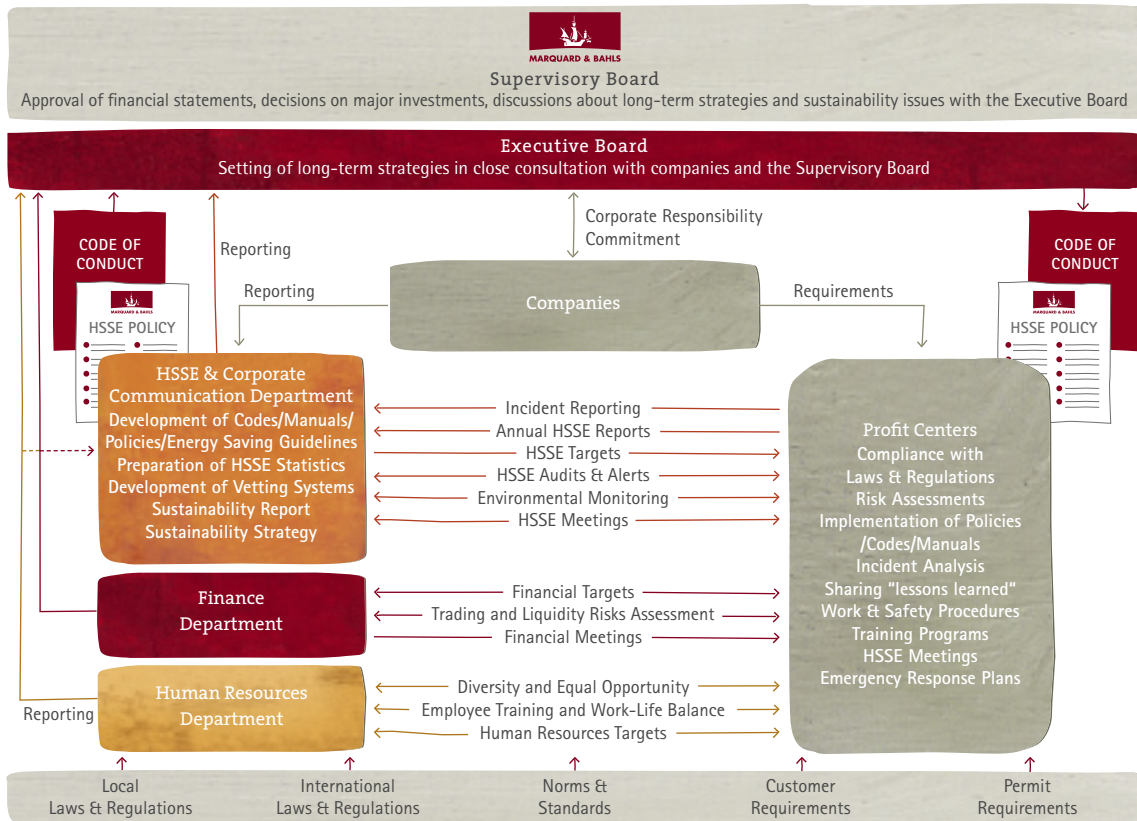 MARQUARD & BAHLS
Supervisory Board
Approval of financial statements, decisions on major investments, discussions about long-term strategies and sustainability issues with the Executive Board
Executive Board
Setting of long-term strategies in close consultation with companies and the Supervisory Board
CODE OF
CONDUCT
MARQUARD & BAHLS
HSSE POLICY
Reporting
Corporate Responsibility
Commitment
CODE OF
CONDUCT
MARQUARD & BAHLS
HSSE POLICY
Reporting
Companies
Requirements
HSSE & Corporate
Communication Department
Development of Codes/Manuals/
Policies/Energy Saving Guidelines
Preparation of HSSE Statistics
Development of Vetting Systems
Sustainability Report
Sustainability Strategy
Incident Reporting
Annual HSSE Reports
HSSE Targets
HSSE Audits & Alerts
Environmental Monitoring
HSSE Meetings
Profit Centers
Compliance with
Laws & Regulations
Risk Assessments
Implementation of Policies
/Codes/Manuals
Incident Analysis
Sharing "lessons learned"
Work & Safety Procedures
Training Programs
HSSE Meetings
Emergency Response Plans
Finance
Department
Financial Targets
Trading and Liquidity Risks Assessment
Financial Meetings
Human Resources
Department
Reporting
Diversity and Equal Opportunity
Employee Training and Work-Life Balance
Human Resources Targets
Local
Laws & Regulations
International
Laws & Regulations
Norms &
Standards
Customer
Requirements
Permit
Requirements